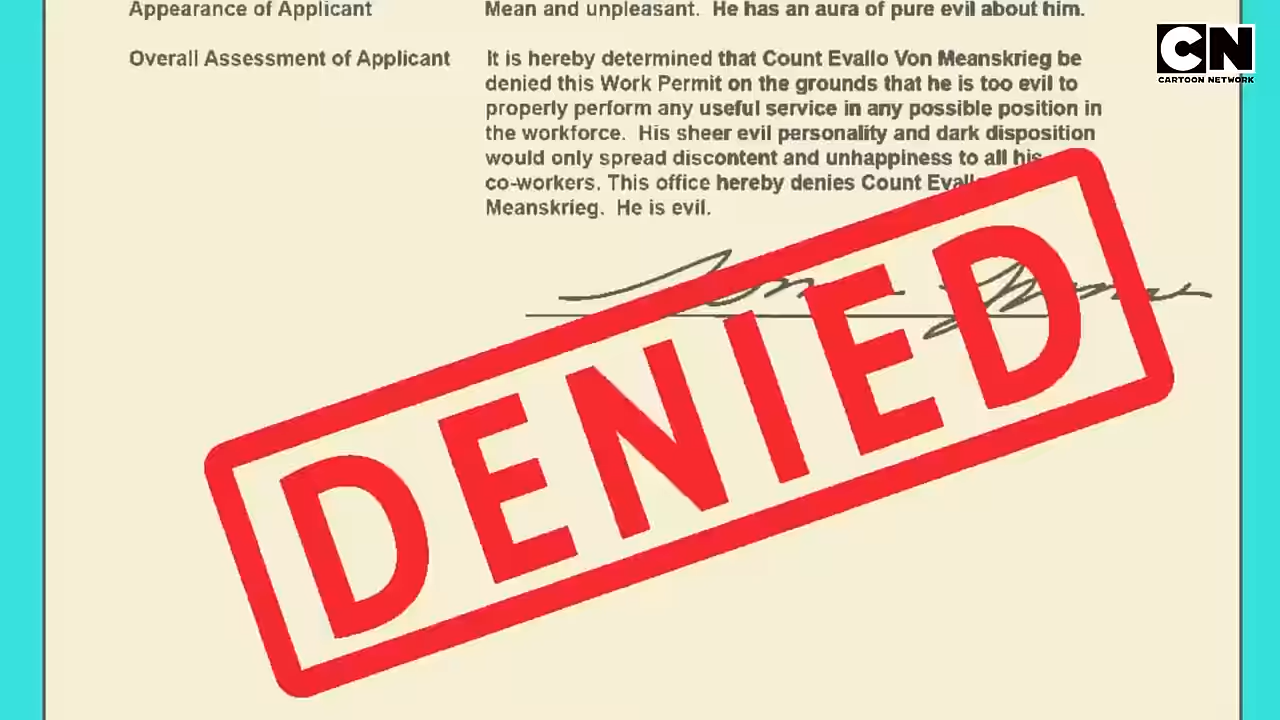 Appearance of Applicant Mean and unpleasant. He has an aura of pure evil about him.
CN
CARTOON NETWORK
Overall Assessment of Applicant It is hereby determined that Count Evallo Von Meanskrieg be
denied this Work Permit on the grounds that he is too evil to
properly perform any useful service in any possible position in
the workforce. His sheer evil personality and dark disposition
would only spread discontent and unhappiness to all his
co-workers. This office hereby denies Count
Meanskrieg. He is evil.
DENIED